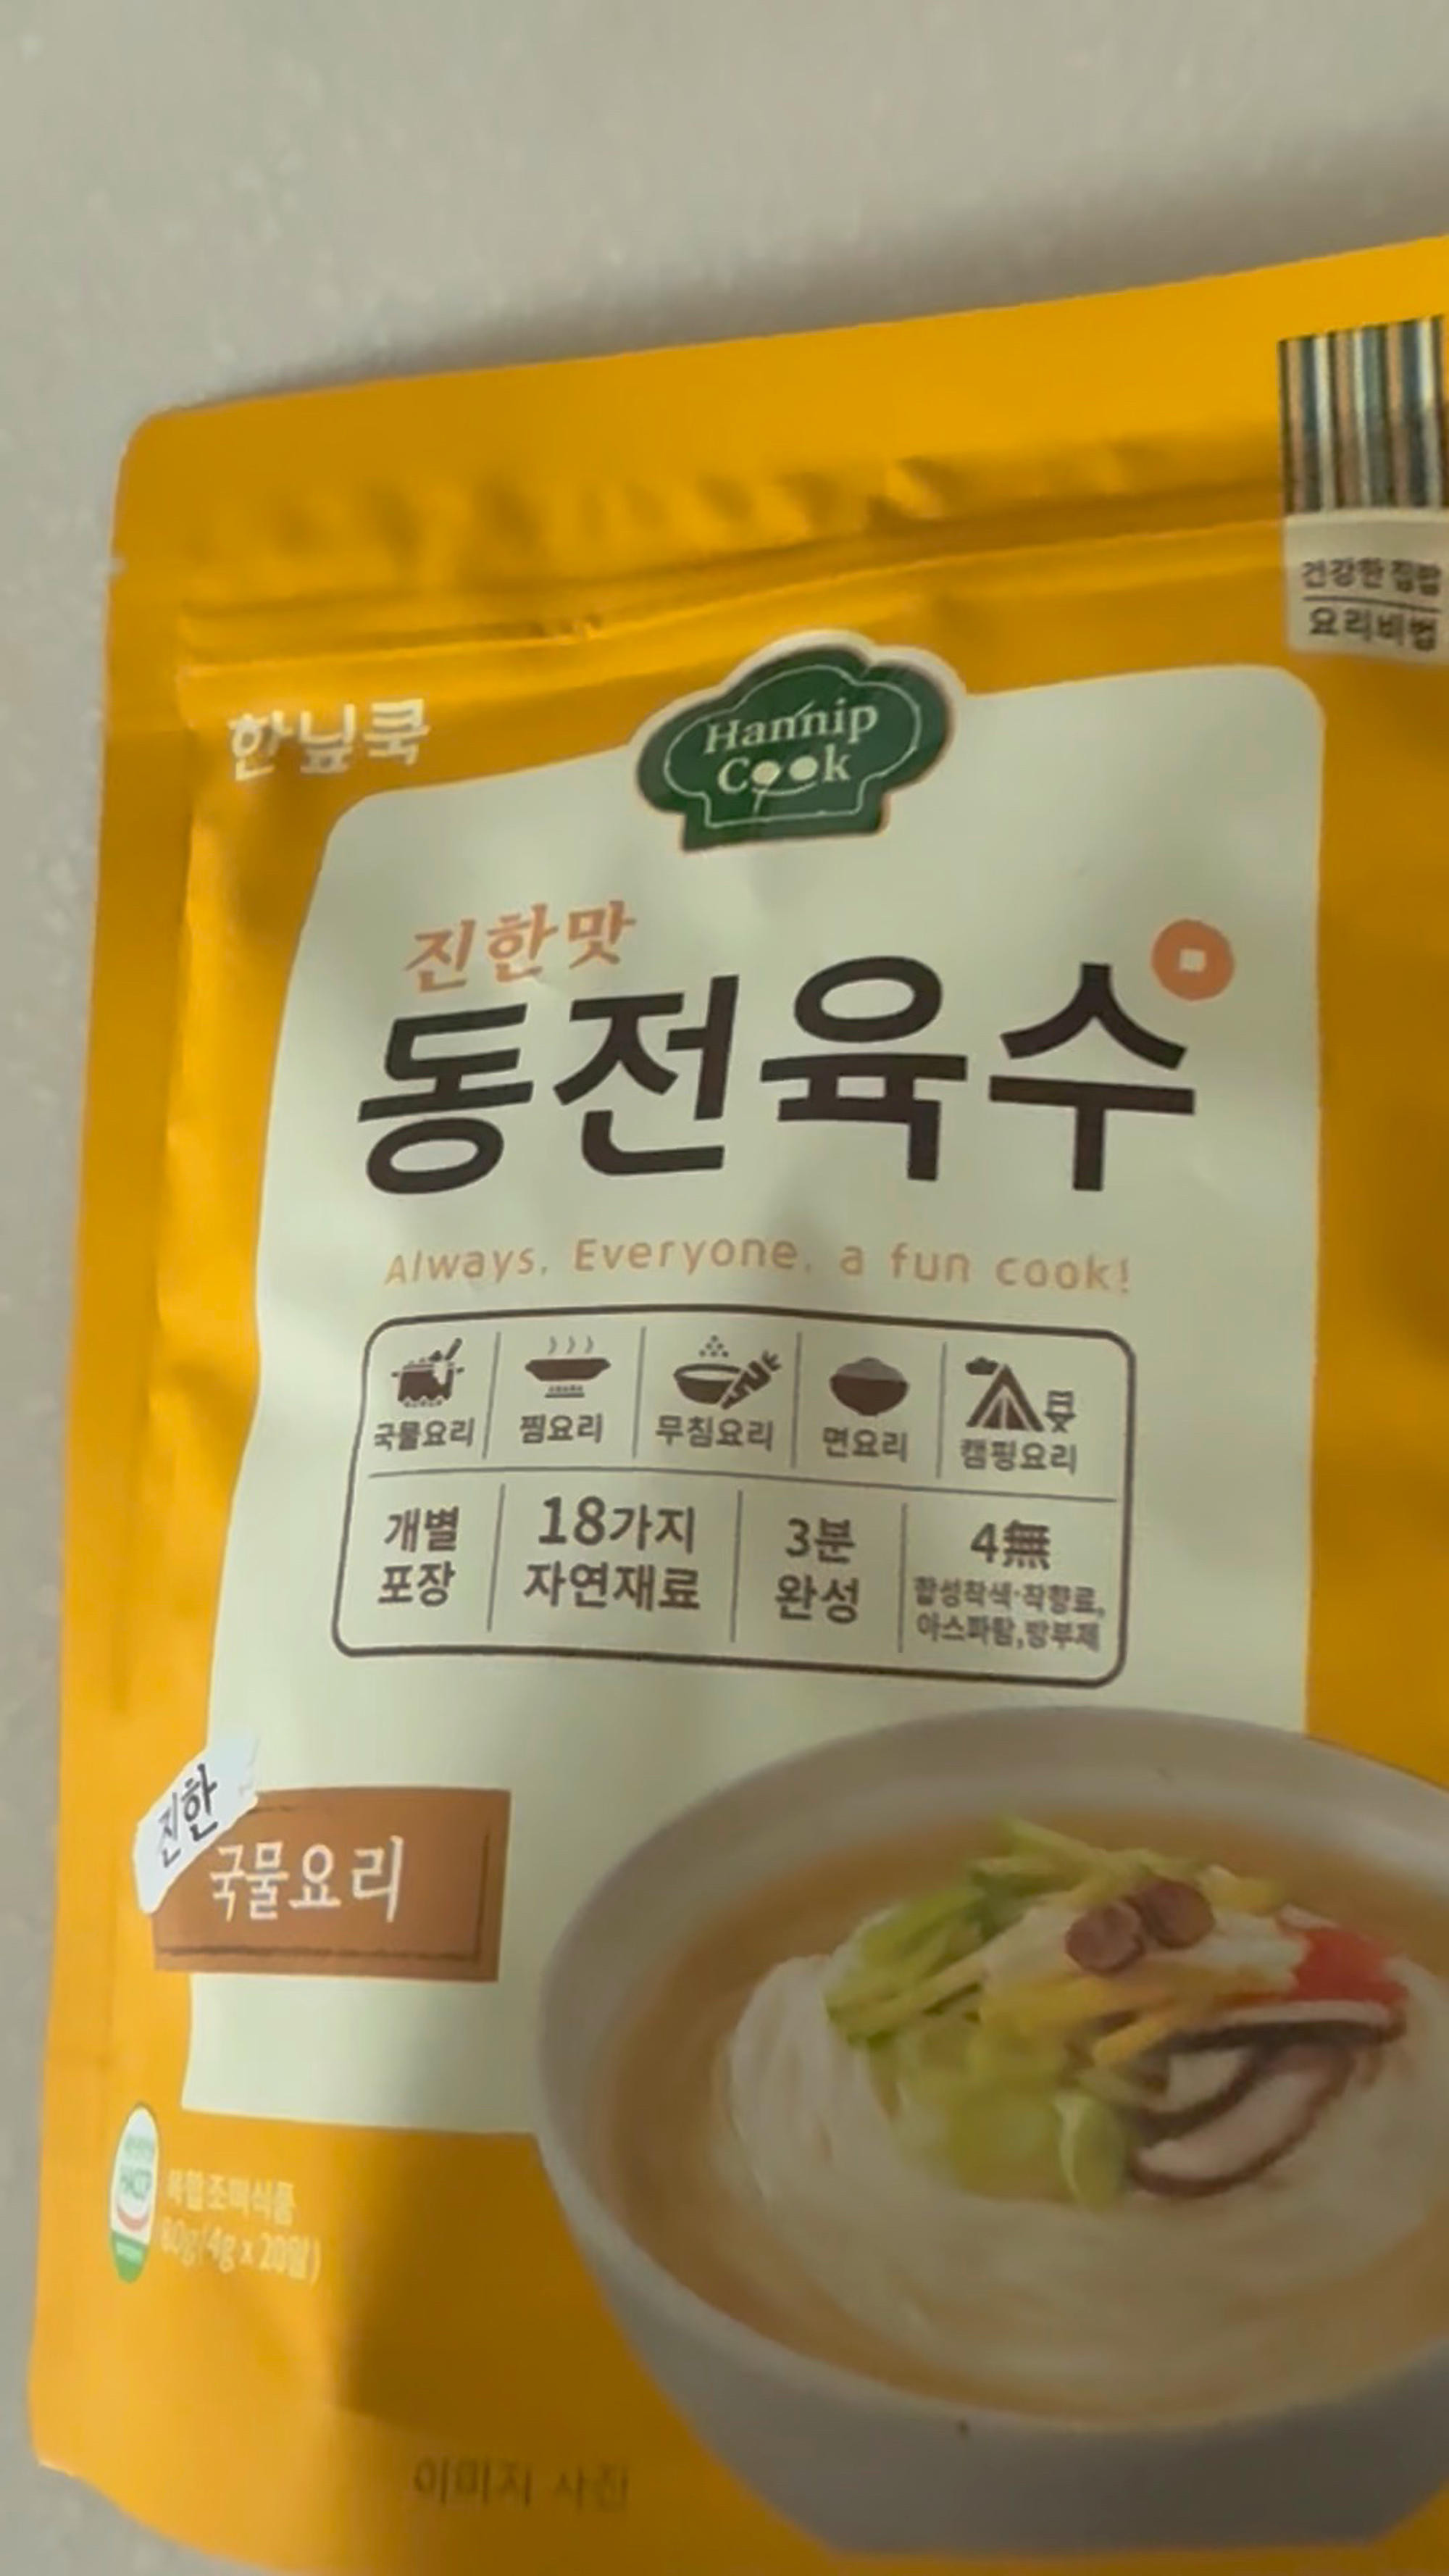 건강한 집밥
요리비법
한닢쿡
Hannip
Cook
진한맛
동전육수
Always, Everyone, a fun cook!
국물요리 찜요리 무침요리 면요리 캠핑요리
개별 18가지 3분 4無
포장 자연재료 완성 합성착색·착향료,
아스파탐,방부제
진한
국물요리
HACCP
복합조미식품
80g(4g x 20알)
이미지 사진